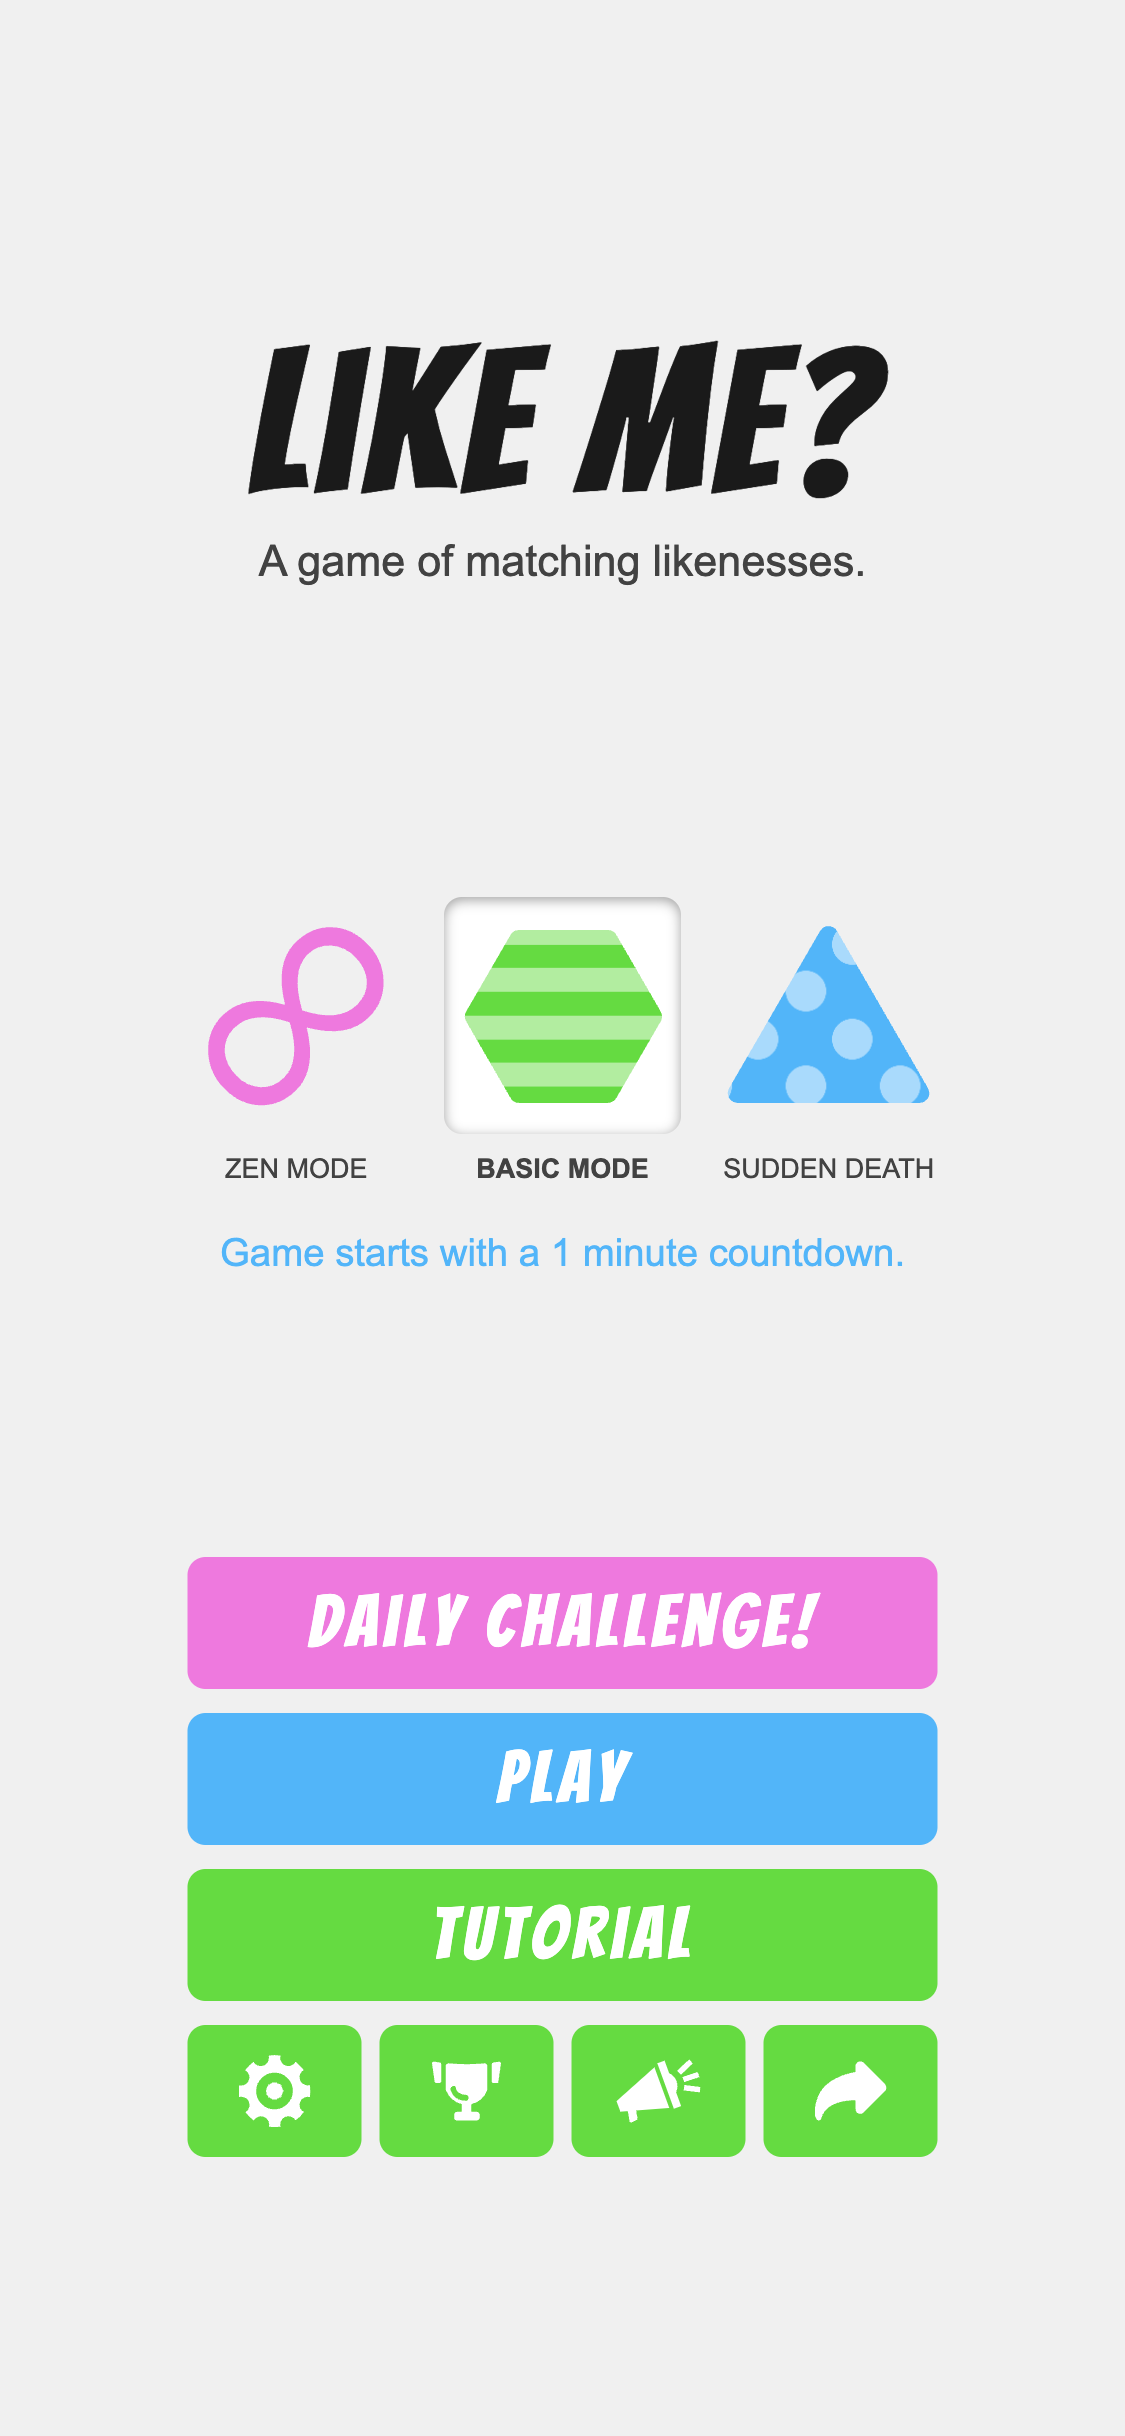 LIKE ME?
A game of matching likenesses.
ZEN MODE
BASIC MODE
SUDDEN DEATH
Game starts with a 1 minute countdown.
DAILY CHALLENGE!
PLAY
TUTORIAL